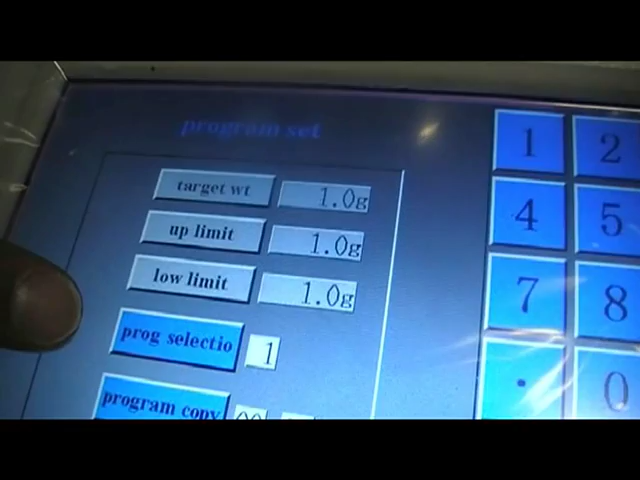 program set
target wt 1.0g
up limit 1.0g
low limit 1.0g
prog selectio 1
program copy 00
1 2
4 5
7 8
. 0